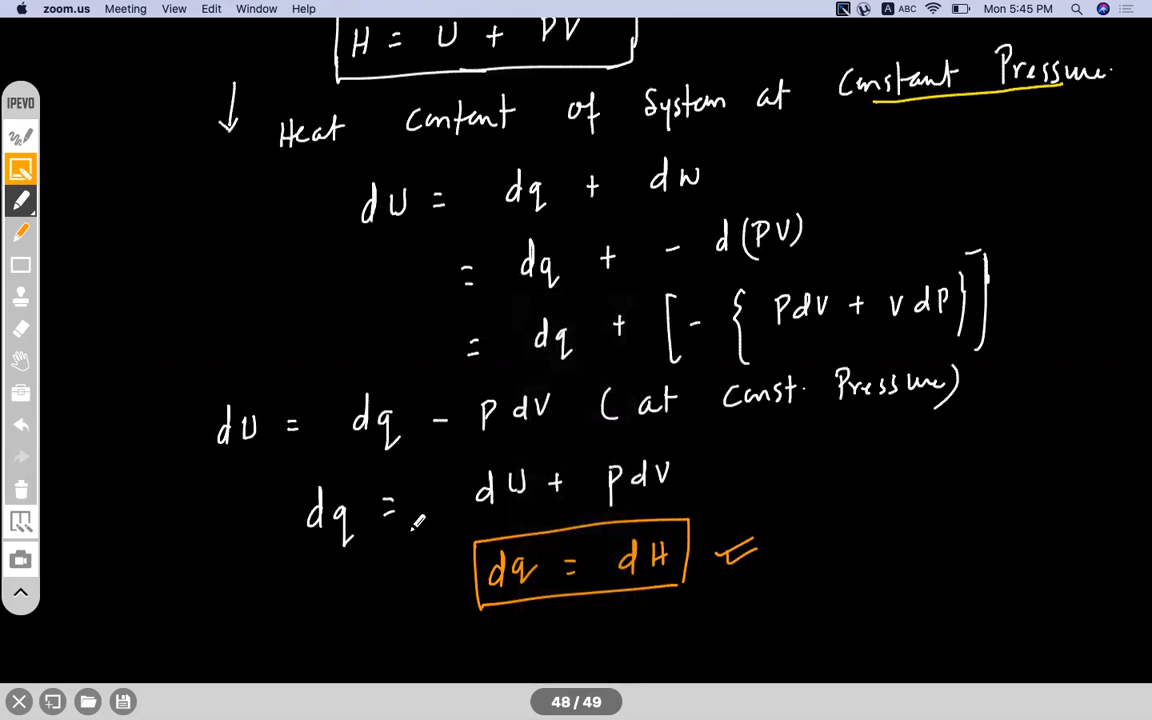 zoom.us Meeting View Edit Window Help A ABC Mon 5:45 PM
IPEVO
H = U + PV
↓ Heat Content of System at Constant Pressure.
dU = dq + dW
= dq + - d(PV)
= dq + [- { PdV + VdP}]
dU = dq - PdV (at Const. Pressure)
dq = dU + PdV
dq = dH
48 / 49